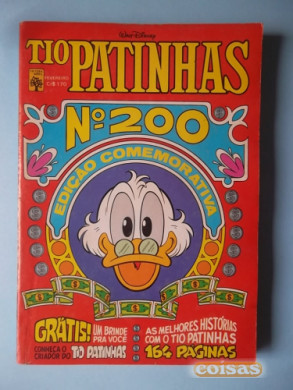 Walt Disney
TIO PATINHAS
Nº 200
EDIÇÃO COMEMORATIVA
GRÁTIS! UM BRINDE
PRA VOCÊ
CONHEÇA O
CRIADOR DO TIO PATINHAS
AS MELHORES HISTÓRIAS
COM O TIO PATINHAS
164 PÁGINAS
coisas